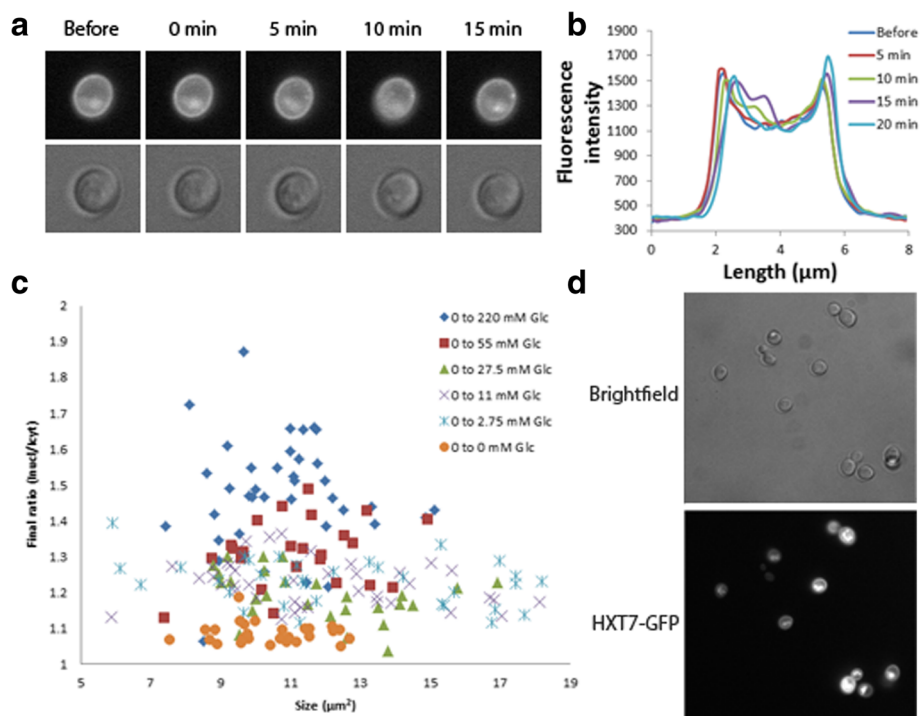 a
Before 0 min 5 min 10 min 15 min
b
Fluorescence
intensity
1900
1700
1500
1300
1100
900
700
500
300
0 2 4 6 8
Length (µm)
Before
5 min
10 min
15 min
20 min
c
Final ratio (Inucl/Icyt)
2
1.9
1.8
1.7
1.6
1.5
1.4
1.3
1.2
1.1
1
5 7 9 11 13 15 17 19
Size (µm²)
0 to 220 mM Glc
0 to 55 mM Glc
0 to 27.5 mM Glc
0 to 11 mM Glc
0 to 2.75 mM Glc
0 to 0 mM Glc
d
Brightfield
HXT7-GFP